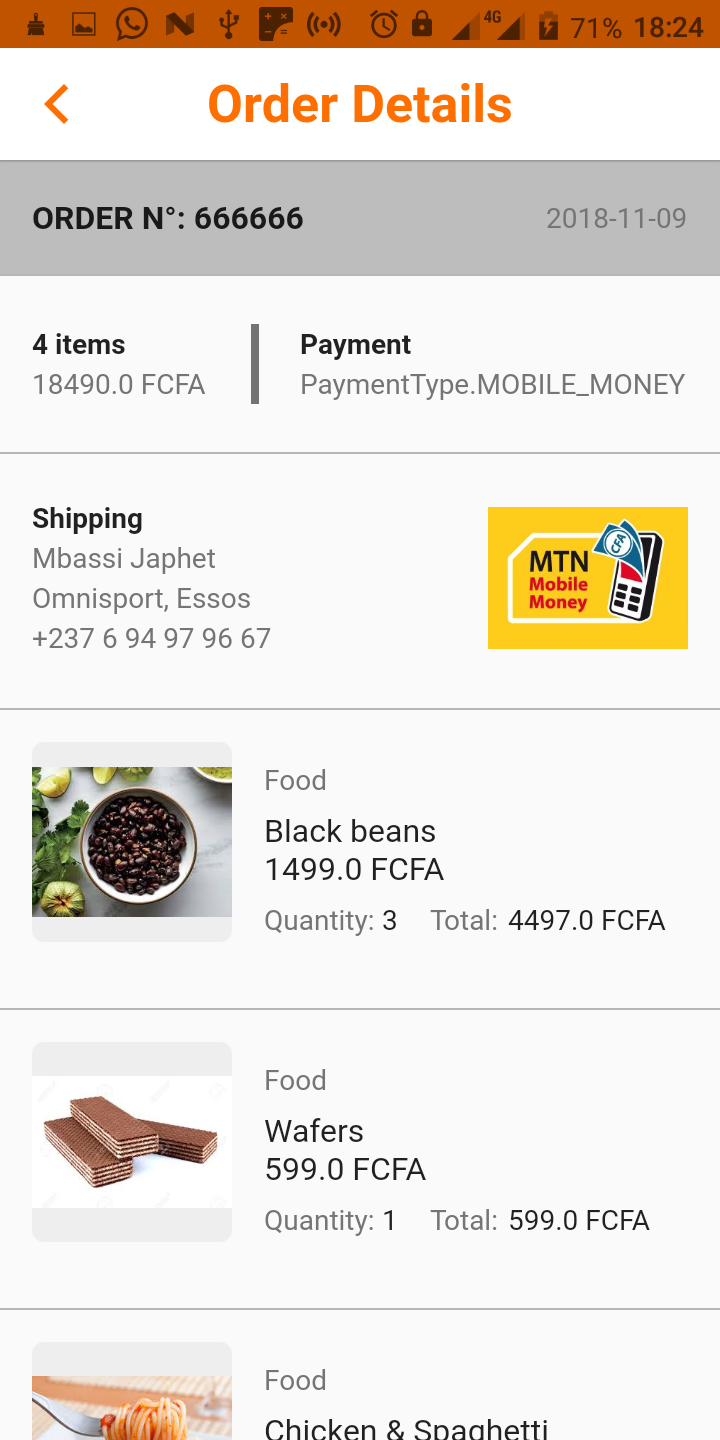 4G 71% 18:24
Order Details
ORDER N°: 666666 2018-11-09
4 items
18490.0 FCFA
Payment
PaymentType.MOBILE_MONEY
Shipping
Mbassi Japhet
Omnisport, Essos
+237 6 94 97 96 67
CFA
MTN
Mobile
Money
Food
Black beans
1499.0 FCFA
Quantity: 3 Total: 4497.0 FCFA
Food
Wafers
599.0 FCFA
Quantity: 1 Total: 599.0 FCFA
Food
Chicken & Spaghetti